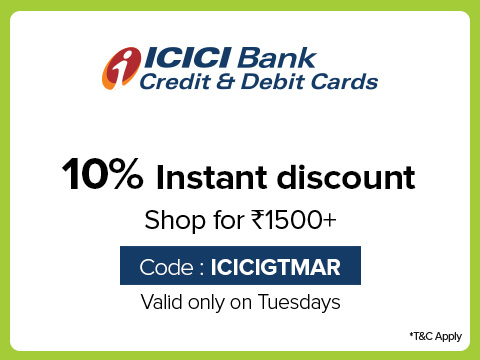 ICICI Bank
Credit & Debit Cards
10% Instant discount
Shop for ₹1500+
Code : ICICIGTMAR
Valid only on Tuesdays
*T&C Apply